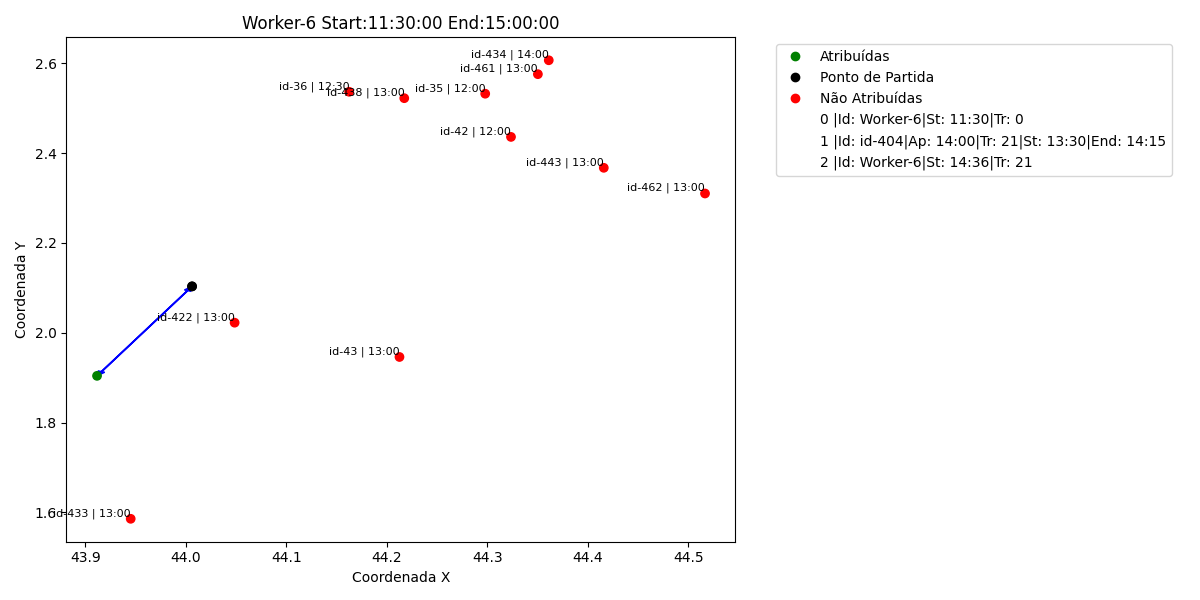 Worker-6 Start:11:30:00 End:15:00:00
Coordenada Y
2.6
2.4
2.2
2.0
1.8
1.6
id-434 | 14:00
id-461 | 13:00
id-36 | 12:30
id-438 | 13:00
id-35 | 12:00
id-42 | 12:00
id-443 | 13:00
id-462 | 13:00
id-422 | 13:00
id-43 | 13:00
id-433 | 13:00
43.9 44.0 44.1 44.2 44.3 44.4 44.5
Coordenada X
Atribuídas
Ponto de Partida
Não Atribuídas
0 |Id: Worker-6|St: 11:30|Tr: 0
1 |Id: id-404|Ap: 14:00|Tr: 21|St: 13:30|End: 14:15
2 |Id: Worker-6|St: 14:36|Tr: 21